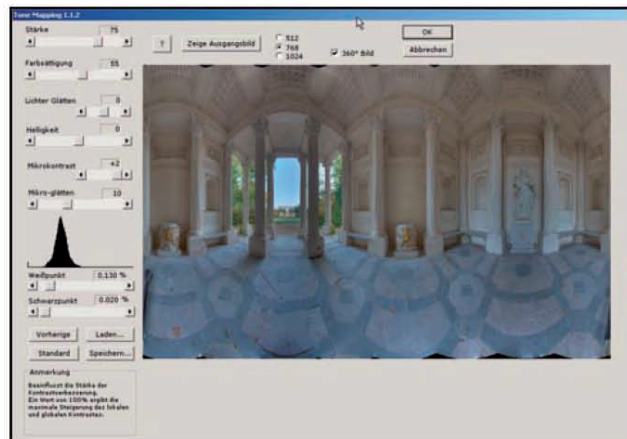 Tone Mapping 1.1.2
Stärke 75
Farbsättigung 55
Lichter Glätten 0
Helligkeit 0
Mikrokontrast +2
Mikro-glätten 10
Weißpunkt 0.130 %
Schwarzpunkt 0.020 %
Vorherige Laden...
Standard Speichern...
Anmerkung
Beeinflusst die Stärke der
Kontrastverbesserung.
Ein Wert von 100% ergibt die
maximale Steigerung des lokalen
und globalen Kontrastes.
? Zeige Ausgangsbild
512
768
1024
360° Bild
OK
Abbrechen